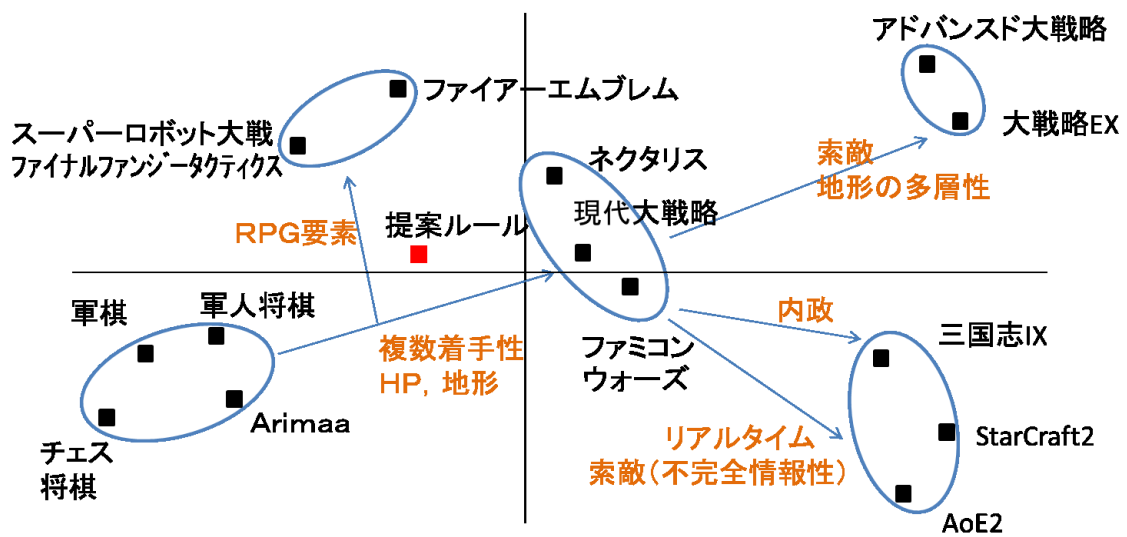 アドバンスド大戦略
大戦略EX
ファイアーエムブレム
スーパーロボット大戦
ファイナルファンジータクティクス
ネクタリス
索敵
地形の多層性
現代大戦略
提案ルール
RPG要素
軍棋
軍人将棋
複数着手性
HP, 地形
ファミコン
ウォーズ
内政
三国志IX
Arimaa
チェス
将棋
リアルタイム
索敵(不完全情報性)
StarCraft2
AoE2